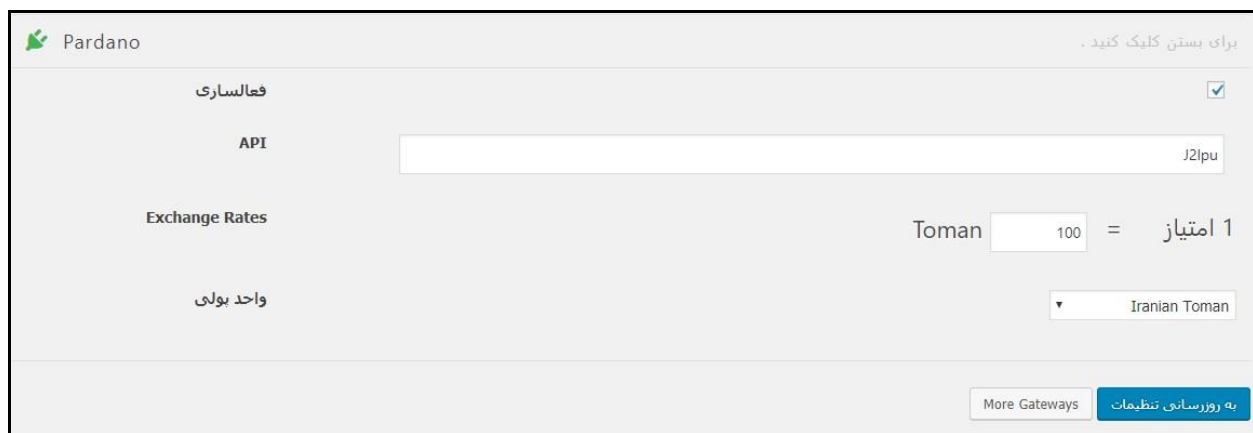 Pardano
برای بستن کلیک کنید .
فعالسازی
API
J2Ipu
Exchange Rates
1 امتیاز = 100 Toman
واحد پولی
Iranian Toman
به روزرسانی تنظیمات
More Gateways